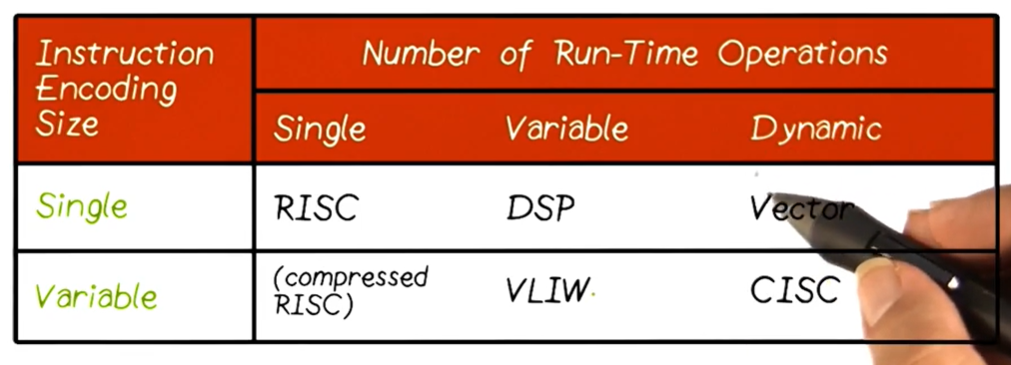 Instruction
Encoding
Size
Number of Run-Time Operations
Single
Variable
Dynamic
Single
RISC
DSP
Vector
Variable
(compressed
RISC)
VLIW
CISC